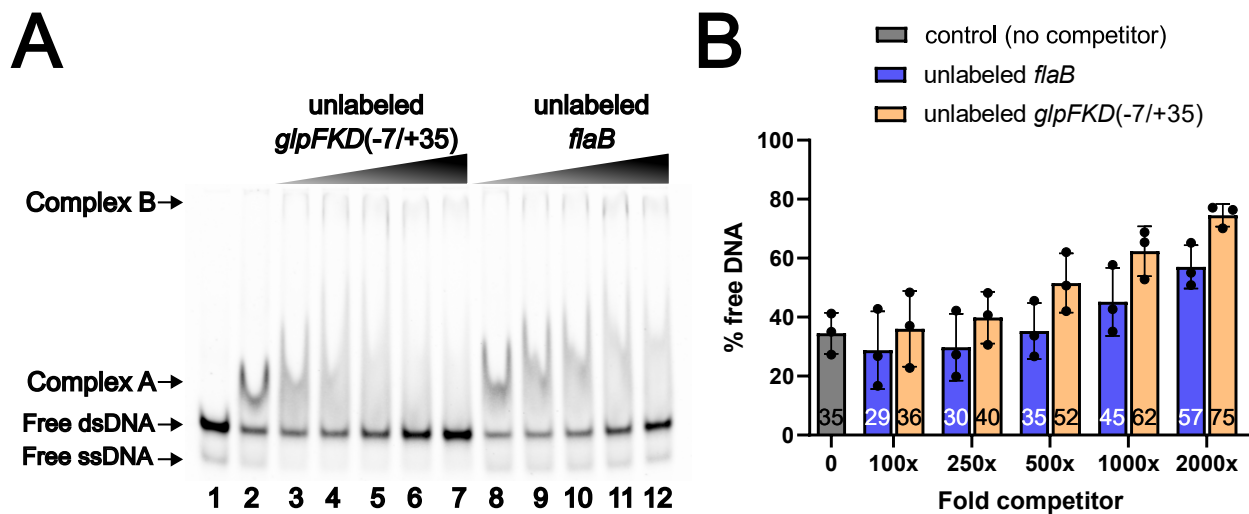 A
unlabeled
glpFKD(-7/+35)
unlabeled
flaB
Complex B→
Complex A→
Free dsDNA→
Free ssDNA→
1 2 3 4 5 6 7 8 9 10 11 12
B
control (no competitor)
unlabeled flaB
unlabeled glpFKD(-7/+35)
% free DNA
100
80
60
40
20
0
35 29 36 30 40 35 52 45 62 57 75
0 100x 250x 500x 1000x 2000x
Fold competitor